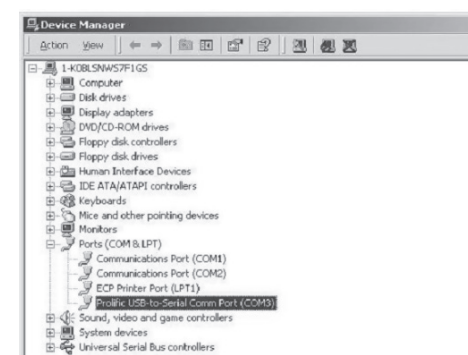 Device Manager
Action View
1-K0BLSNWS7F1GS
Computer
Disk drives
Display adapters
DVD/CD-ROM drives
Floppy disk controllers
Floppy disk drives
Human Interface Devices
IDE ATA/ATAPI controllers
Keyboards
Mice and other pointing devices
Monitors
Ports (COM & LPT)
Communications Port (COM1)
Communications Port (COM2)
ECP Printer Port (LPT1)
Prolific USB-to-Serial Comm Port (COM3)
Sound, video and game controllers
System devices
Universal Serial Bus controllers